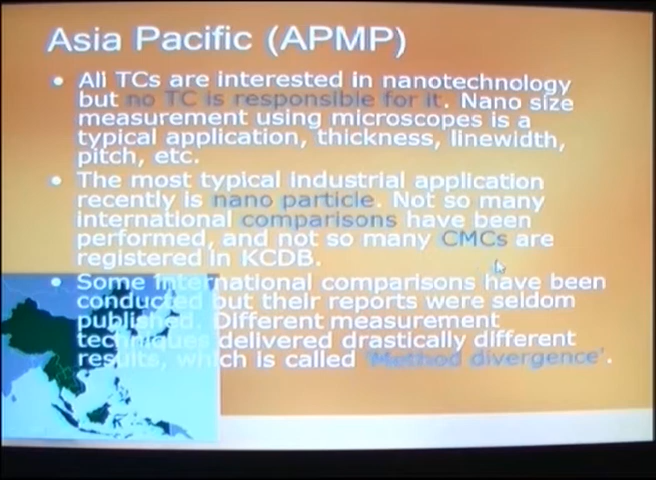 Asia Pacific (APMP)
• All TCs are interested in nanotechnology
but no TC is responsible for it. Nano size
measurement using microscopes is a
typical application, thickness, linewidth,
pitch, etc.
• The most typical industrial application
recently is nano particle. Not so many
international comparisons have been
performed, and not so many CMCs are
registered in KCDB.
• Some international comparisons have been
conducted but their reports were seldom
published. Different measurement
techniques delivered drastically different
results, which is called 'Method divergence'.